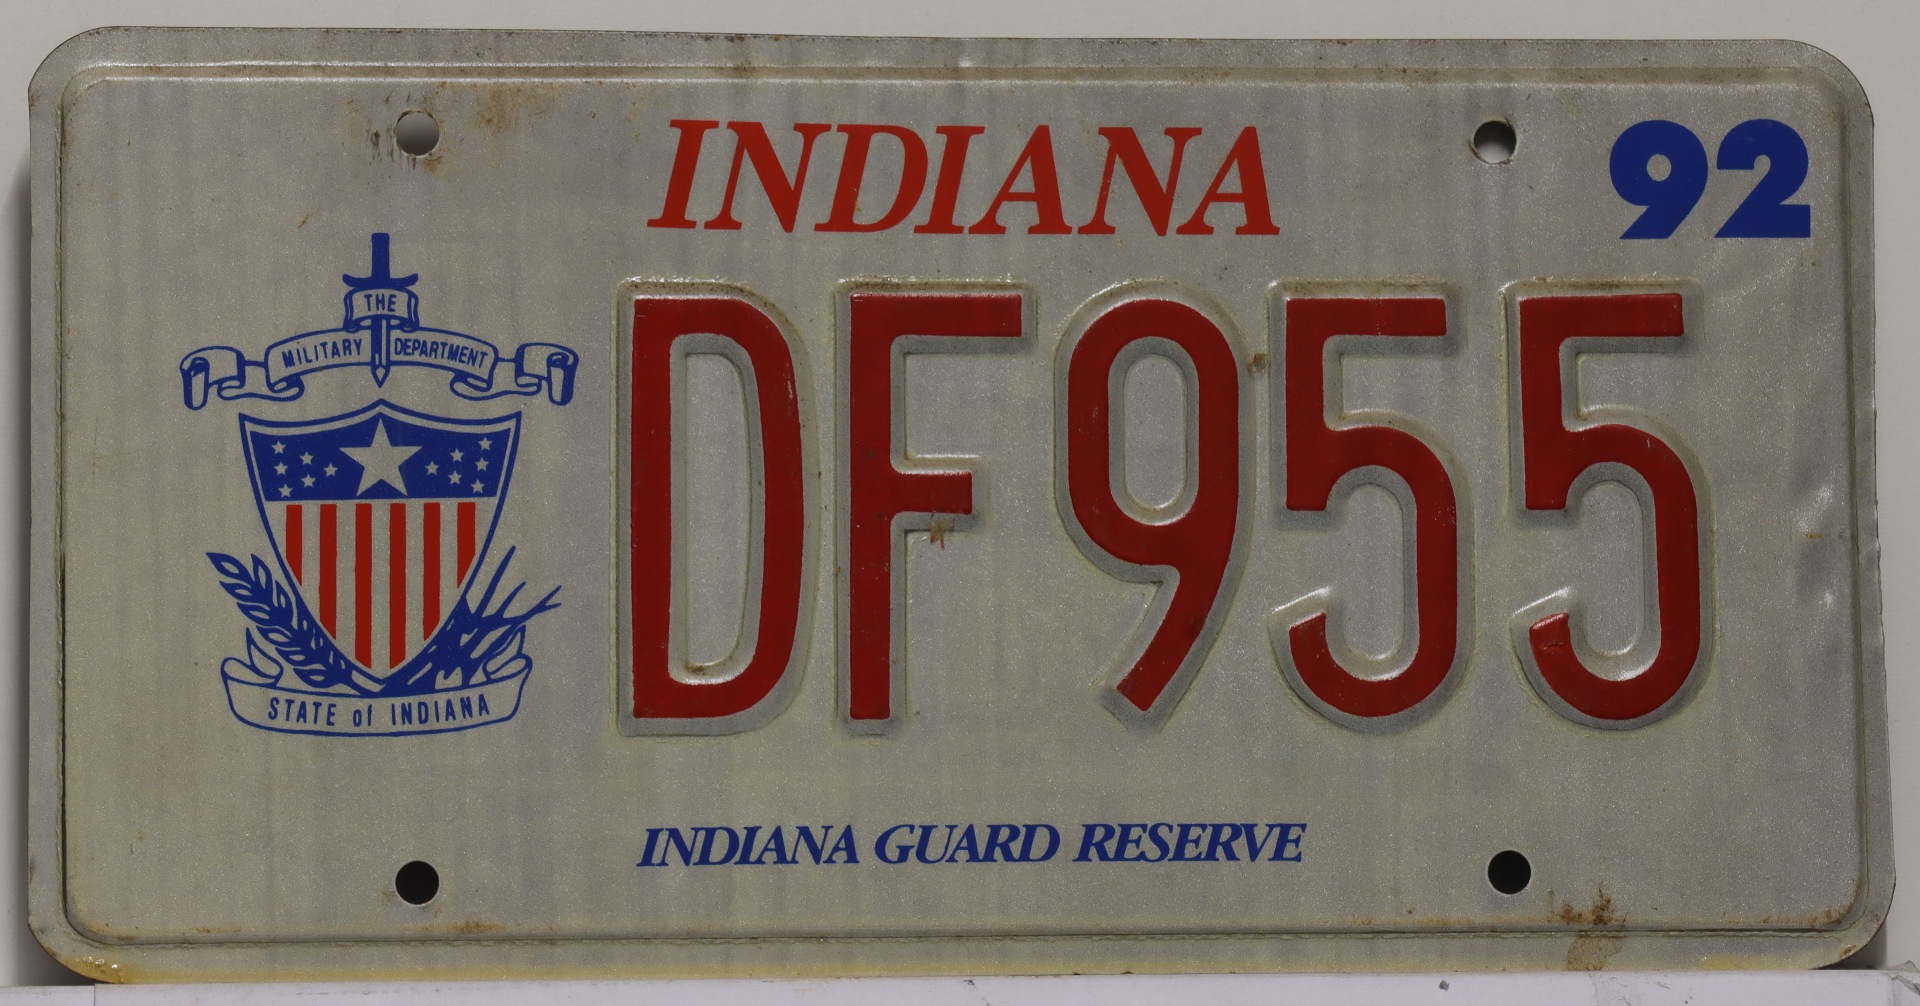 INDIANA
92
THE
MILITARY DEPARTMENT
DF955
STATE of INDIANA
INDIANA GUARD RESERVE